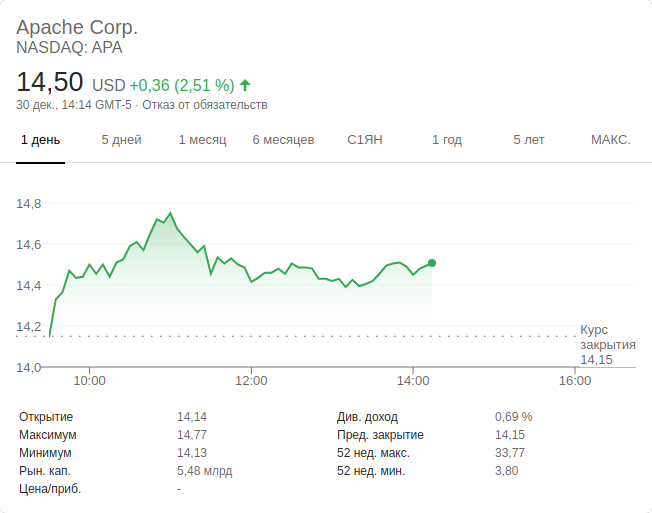 Apache Corp.
NASDAQ: APA
14,50 USD +0,36 (2,51 %)
30 дек., 14:14 GMT-5 · Отказ от обязательств
1 день 5 дней 1 месяц 6 месяцев С1ЯН 1 год 5 лет МАКС.
14,8
14,6
14,4
14,2
14,0
Курс
закрытия
14,15
10:00 12:00 14:00 16:00
Открытие 14,14 Див. доход 0,69 %
Максимум 14,77 Пред. закрытие 14,15
Минимум 14,13 52 нед. макс. 33,77
Рын. кап. 5,48 млрд 52 нед. мин. 3,80
Цена/приб. -